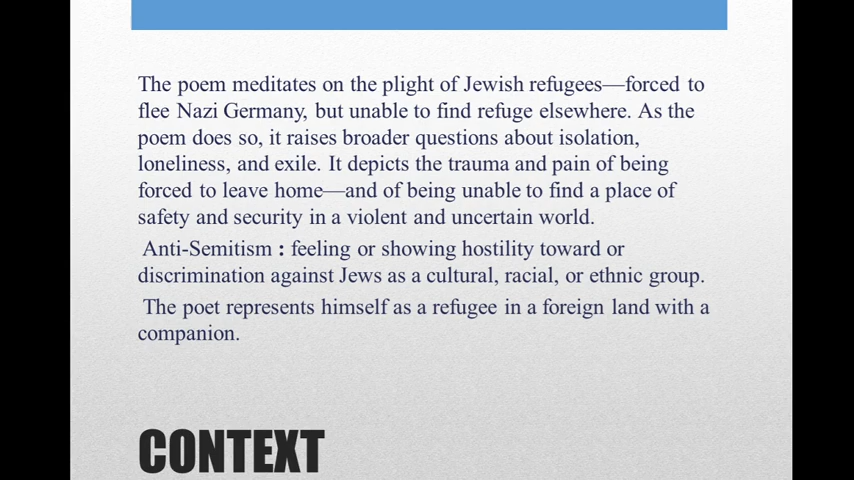 The poem meditates on the plight of Jewish refugees—forced to
flee Nazi Germany, but unable to find refuge elsewhere. As the
poem does so, it raises broader questions about isolation,
loneliness, and exile. It depicts the trauma and pain of being
forced to leave home—and of being unable to find a place of
safety and security in a violent and uncertain world.
Anti-Semitism : feeling or showing hostility toward or
discrimination against Jews as a cultural, racial, or ethnic group.
The poet represents himself as a refugee in a foreign land with a
companion.
CONTEXT